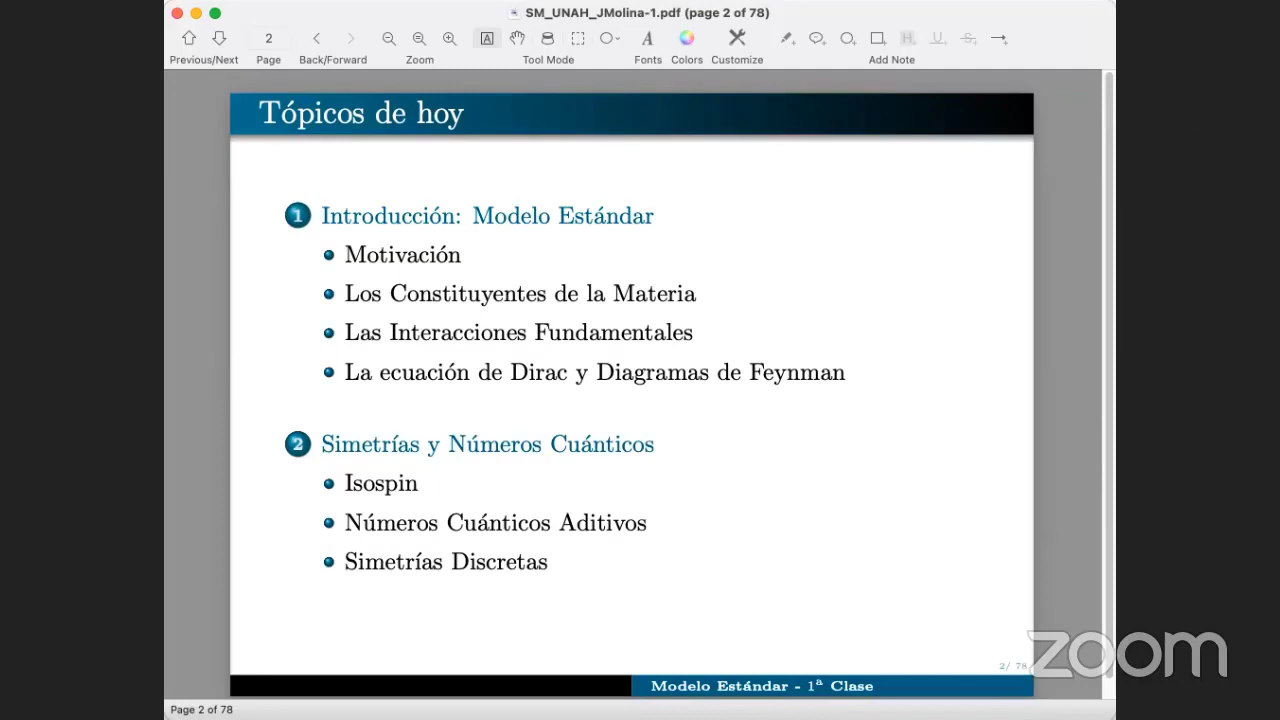 SM_UNAH_JMolina-1.pdf (page 2 of 78)
2
Previous/Next Page Back/Forward Zoom Tool Mode Fonts Colors Customize Add Note
Tópicos de hoy
1 Introducción: Modelo Estándar
Motivación
Los Constituyentes de la Materia
Las Interacciones Fundamentales
La ecuación de Dirac y Diagramas de Feynman
2 Simetrías y Números Cuánticos
Isospin
Números Cuánticos Aditivos
Simetrías Discretas
zoom
2/ 78
Modelo Estándar - 1ª Clase
Page 2 of 78